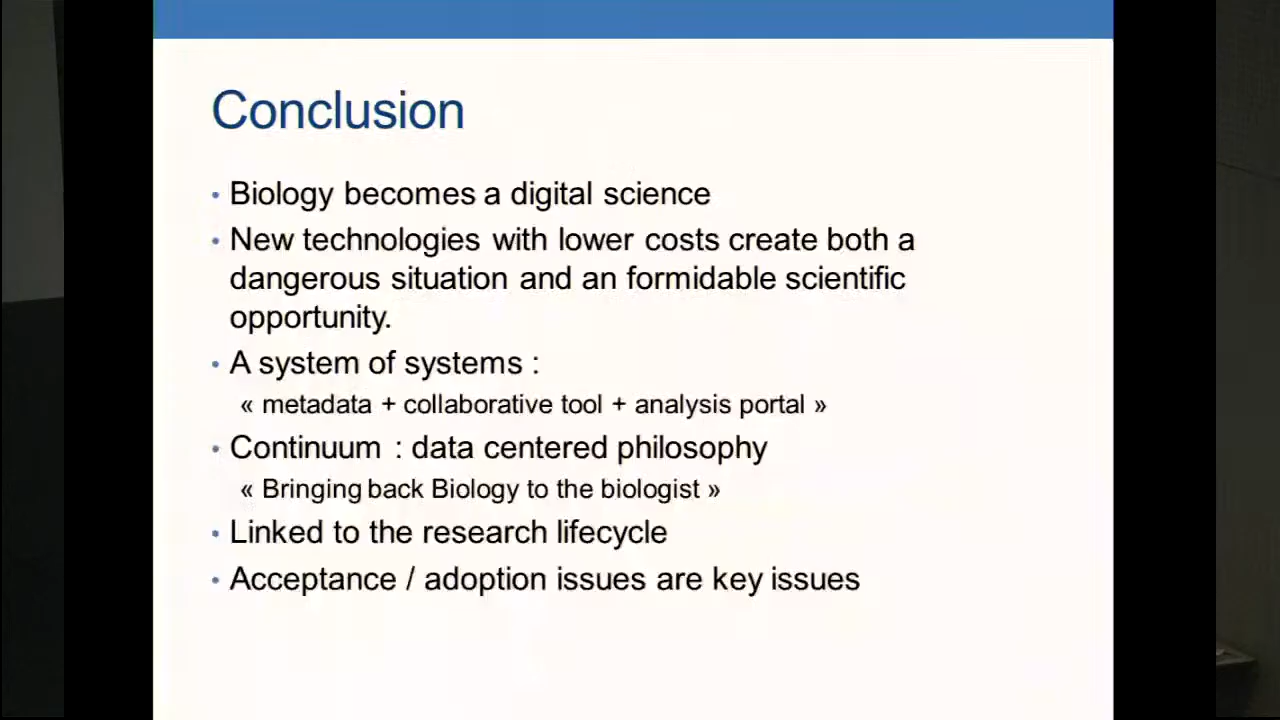 Conclusion
• Biology becomes a digital science
• New technologies with lower costs create both a
dangerous situation and an formidable scientific
opportunity.
• A system of systems :
« metadata + collaborative tool + analysis portal »
• Continuum : data centered philosophy
« Bringing back Biology to the biologist »
• Linked to the research lifecycle
• Acceptance / adoption issues are key issues